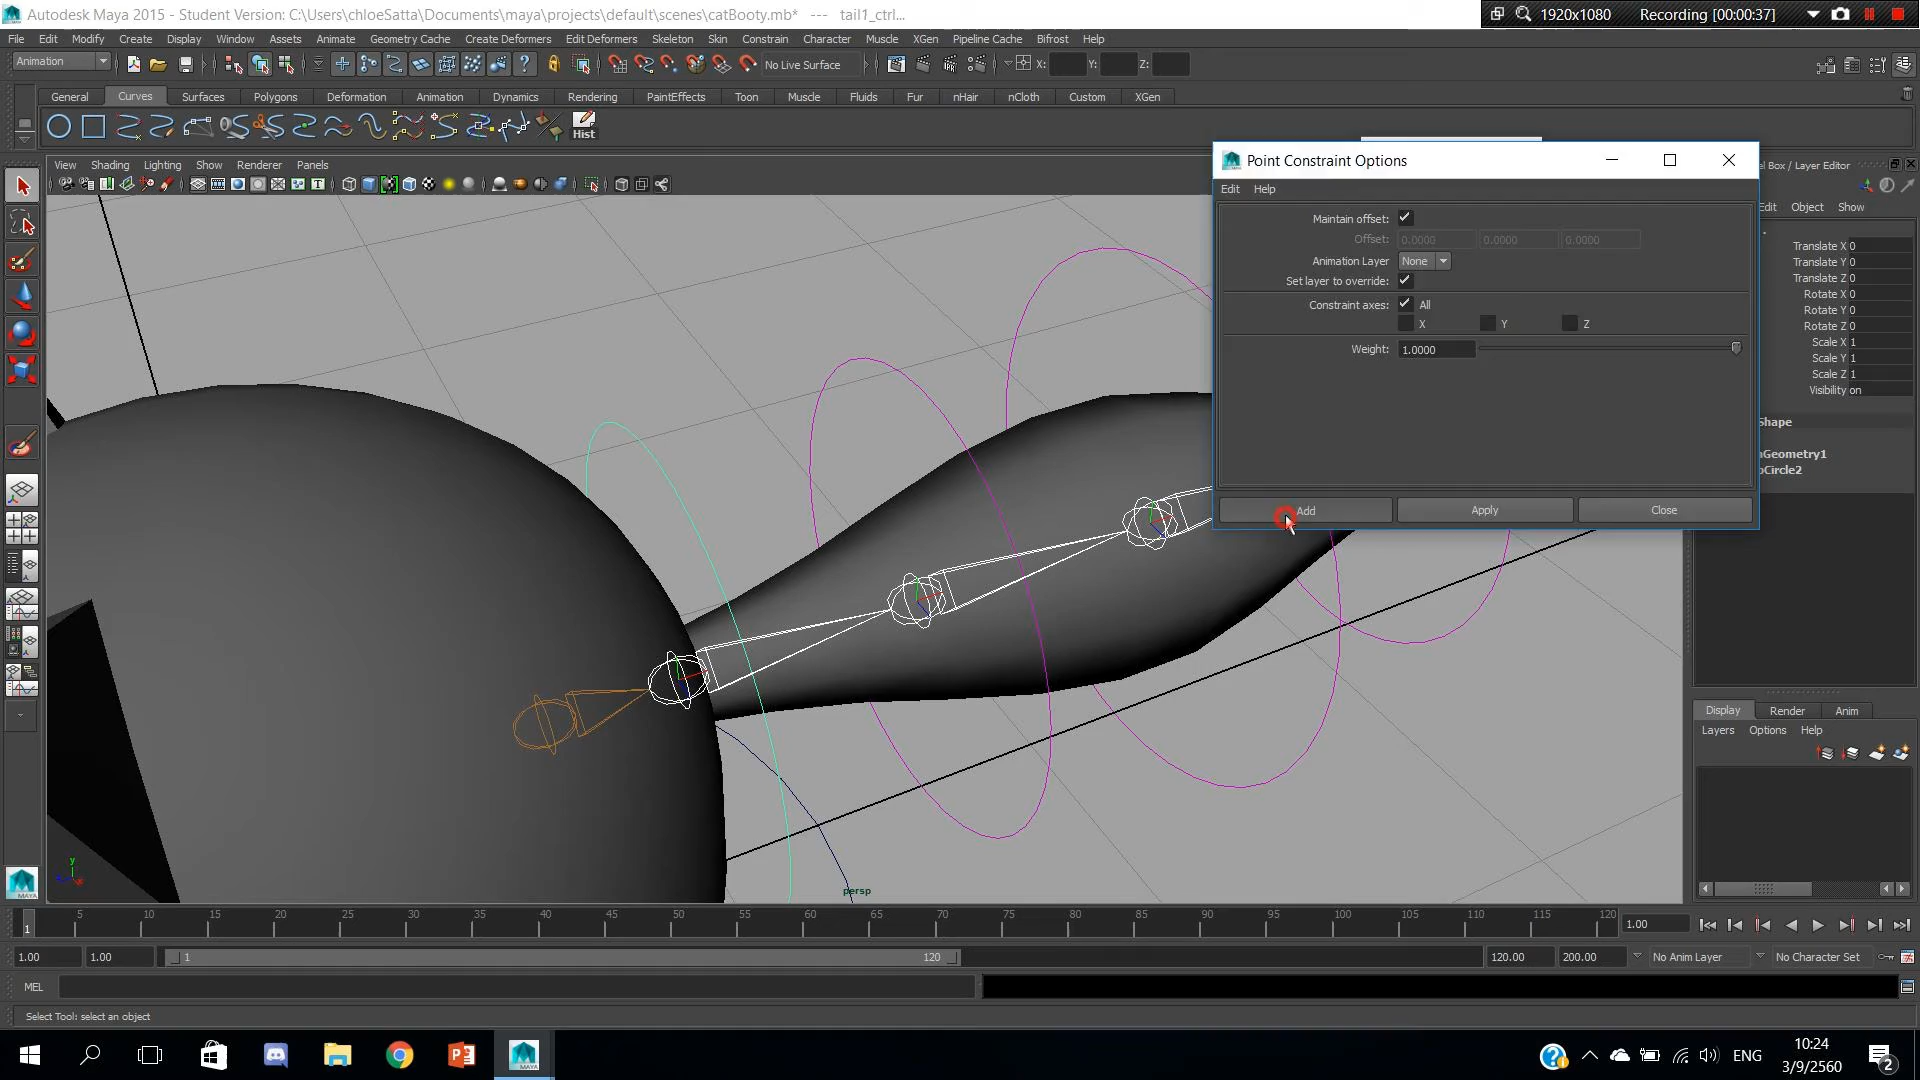 Autodesk Maya 2015 - Student Version: C:\Users\chloeSatta\Documents\maya\projects\default\scenes\catBooty.mb* --- tail1_ctrl...
1920x1080
Recording [00:00:37]
File Edit Modify Create Display Window Assets Animate Geometry Cache Create Deformers Edit Deformers Skeleton Skin Constrain Character Muscle XGen Pipeline Cache Bifrost Help
Animation
No Live Surface
X:
Y:
Z:
General Curves Surfaces Polygons Deformation Animation Dynamics Rendering PaintEffects Toon Muscle Fluids Fur nHair nCloth Custom XGen
Hist
View Shading Lighting Show Renderer Panels
Point Constraint Options
Edit Help
Maintain offset:
Offset: 0.0000 0.0000 0.0000
Animation Layer None
Set layer to override:
Constraint axes: All
X Y Z
Weight: 1.0000
Add Apply Close
el Box / Layer Editor
Edit Object Show
Translate X 0
Translate Y 0
Translate Z 0
Rotate X 0
Rotate Y 0
Rotate Z 0
Scale X 1
Scale Y 1
Scale Z 1
Visibility on
Shape
Geometry1
Circle2
persp
Display Render Anim
Layers Options Help
1 5 10 15 20 25 30 35 40 45 50 55 60 65 70 75 80 85 90 95 100 105 110 115 120
1.00
1.00 1.00 1 120 120.00 200.00 No Anim Layer No Character Set
MEL
Select Tool: select an object
MAYA
ENG
10:24
3/9/2560
2